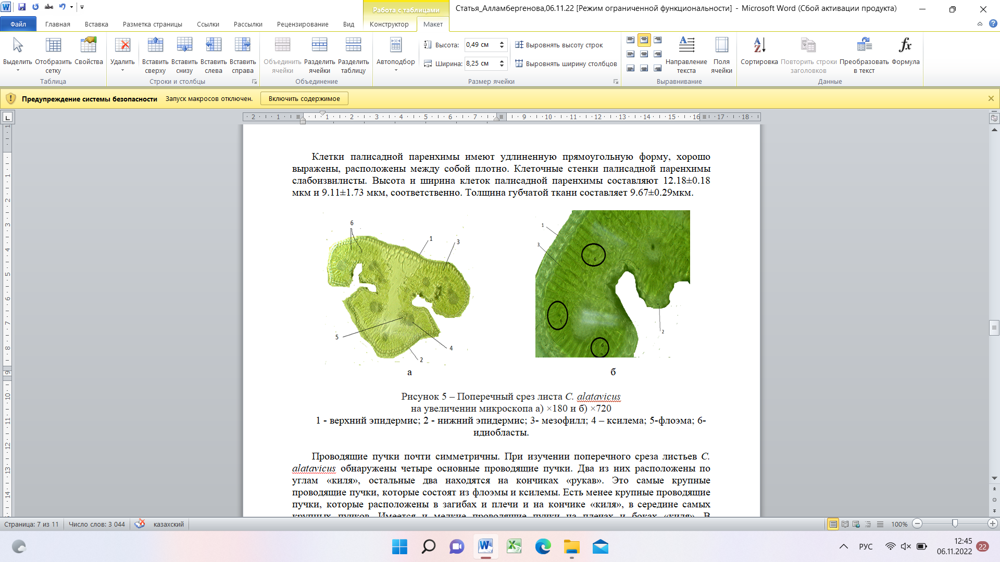 Работа с таблицами
Статья_Алламбергенова,06.11.22 [Режим ограниченной функциональности] - Microsoft Word (Сбой активации продукта)
Файл Главная Вставка Разметка страницы Ссылки Рассылки Рецензирование Вид Конструктор Макет
Выделить
Отобразить сетку
Свойства
Удалить
Вставить сверху
Вставить снизу
Вставить слева
Вставить справа
Объединить ячейки
Разделить ячейки
Разделить таблицу
Автоподбор
Высота: 0,49 см
Ширина: 8,25 см
Выровнять высоту строк
Выровнять ширину столбцов
Направление текста
Поля ячейки
Сортировка
Повторить строки заголовков
Преобразовать в текст
Формула
Таблица Строки и столбцы Объединение Размер ячейки Выравнивание Данные
Предупреждение системы безопасности Запуск макросов отключен. Включить содержимое
2 1 1 2 3 4 5 6 7 9 10 11 12 13 14 15 16 17 18
1 1 2 3 4 5 6 7 8 9 10 11 12 13 14
Клетки палисадной паренхимы имеют удлиненную прямоугольную форму, хорошо
выражены, расположены между собой плотно. Клеточные стенки палисадной паренхимы
слабоизвилисты. Высота и ширина клеток палисадной паренхимы составляют 12.18±0.18
мкм и 9.11±1.73 мкм, соответственно. Толщина губчатой ткани составляет 9.67±0.29мкм.
6 1 3 5 4 2
1 3 6 6 6 2
а б
Рисунок 5 – Поперечный срез листа C. alatavicus
на увеличении микроскопа а) ×180 и б) ×720
1 - верхний эпидермис; 2 - нижний эпидермис; 3- мезофилл; 4 – ксилема; 5-флоэма; 6-
идиобласты.
Проводящие пучки почти симметричны. При изучении поперечного среза листьев C.
alatavicus обнаружены четыре основные проводящие пучки. Два из них расположены по
углам «киля», остальные два находятся на кончиках «рукав». Это самые крупные
проводящие пучки, которые состоят из флоэмы и ксилемы. Есть менее крупные проводящие
пучки, которые расположены в загибах и плечи и на кончике «киля», в середине самых
крупных пучков. Имеется и мелкие проводящие пучки на плечах и боках «киля». В
Страница: 7 из 11 Число слов: 3 044 казахский 100%
РУС 12:45
06.11.2022 22